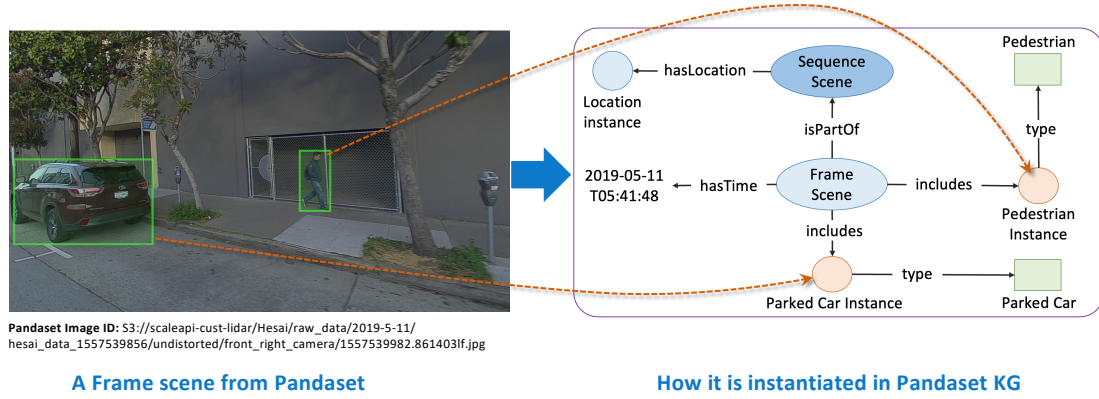 Pandaset Image ID: S3://scaleapi-cust-lidar/Hesai/raw_data/2019-5-11/
hesai_data_1557539856/undistorted/front_right_camera/1557539982.861403lf.jpg
A Frame scene from Pandaset
hasLocation
Sequence
Scene
Pedestrian
Location
instance
type
isPartOf
2019-05-11
T05:41:48
hasTime
Frame
Scene
includes
Pedestrian
Instance
includes
type
Parked Car Instance
Parked Car
How it is instantiated in Pandaset KG